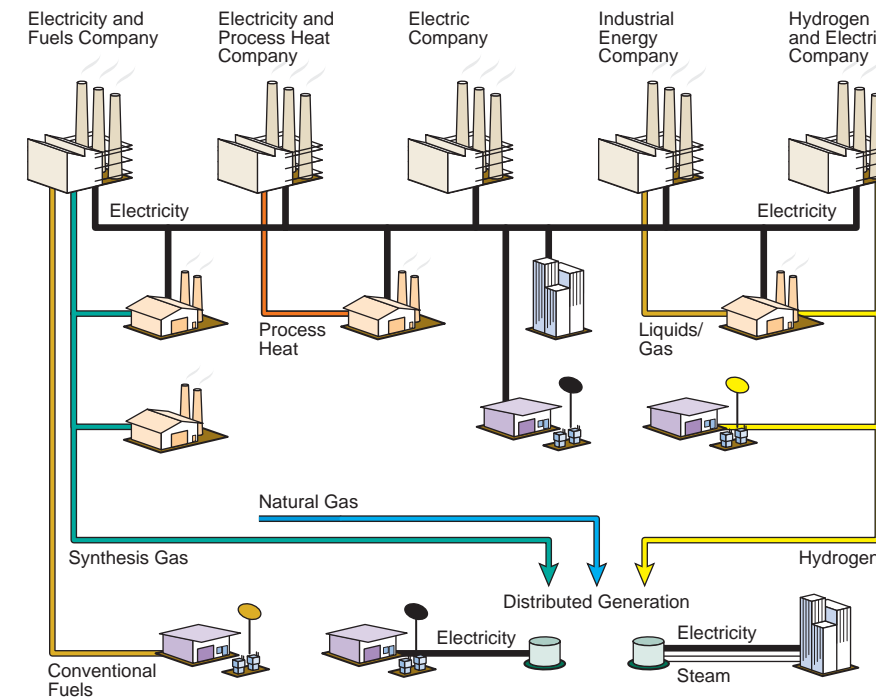 Electricity and
Fuels Company
Electricity and
Process Heat
Company
Electric
Company
Industrial
Energy
Company
Hydrogen
and Electri
Company
Electricity
Electricity
Process
Heat
Liquids/
Gas
Natural Gas
Synthesis Gas
Hydrogen
Distributed Generation
Electricity
Electricity
Steam
Conventional
Fuels